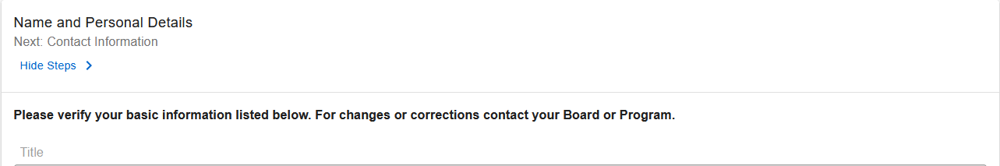 Name and Personal Details
Next: Contact Information
Hide Steps
Please verify your basic information listed below. For changes or corrections contact your Board or Program.
Title